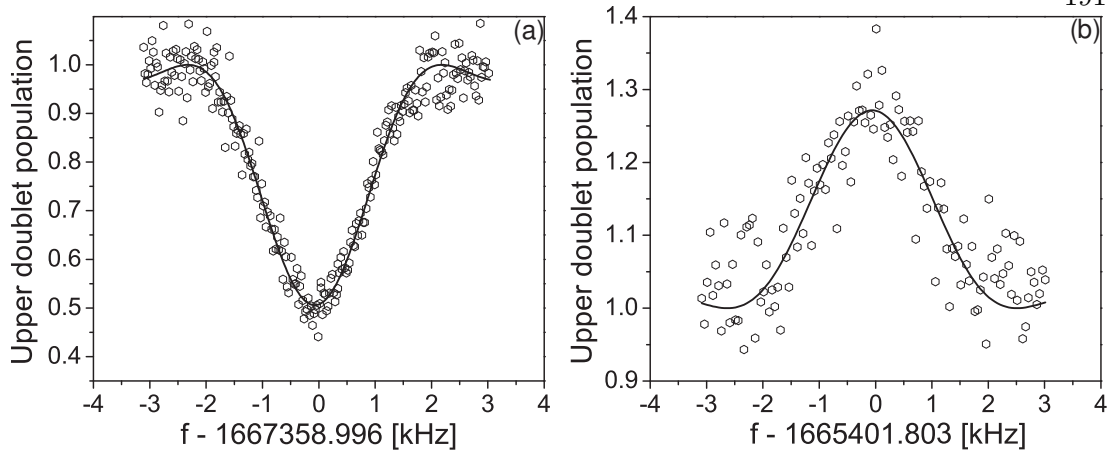 (a)
Upper doublet population
1.0
0.9
0.8
0.7
0.6
0.5
0.4
-4 -3 -2 -1 0 1 2 3 4
f - 1667358.996 [kHz]
(b)
Upper doublet population
1.4
1.3
1.2
1.1
1.0
0.9
-4 -3 -2 -1 0 1 2 3 4
f - 1665401.803 [kHz]